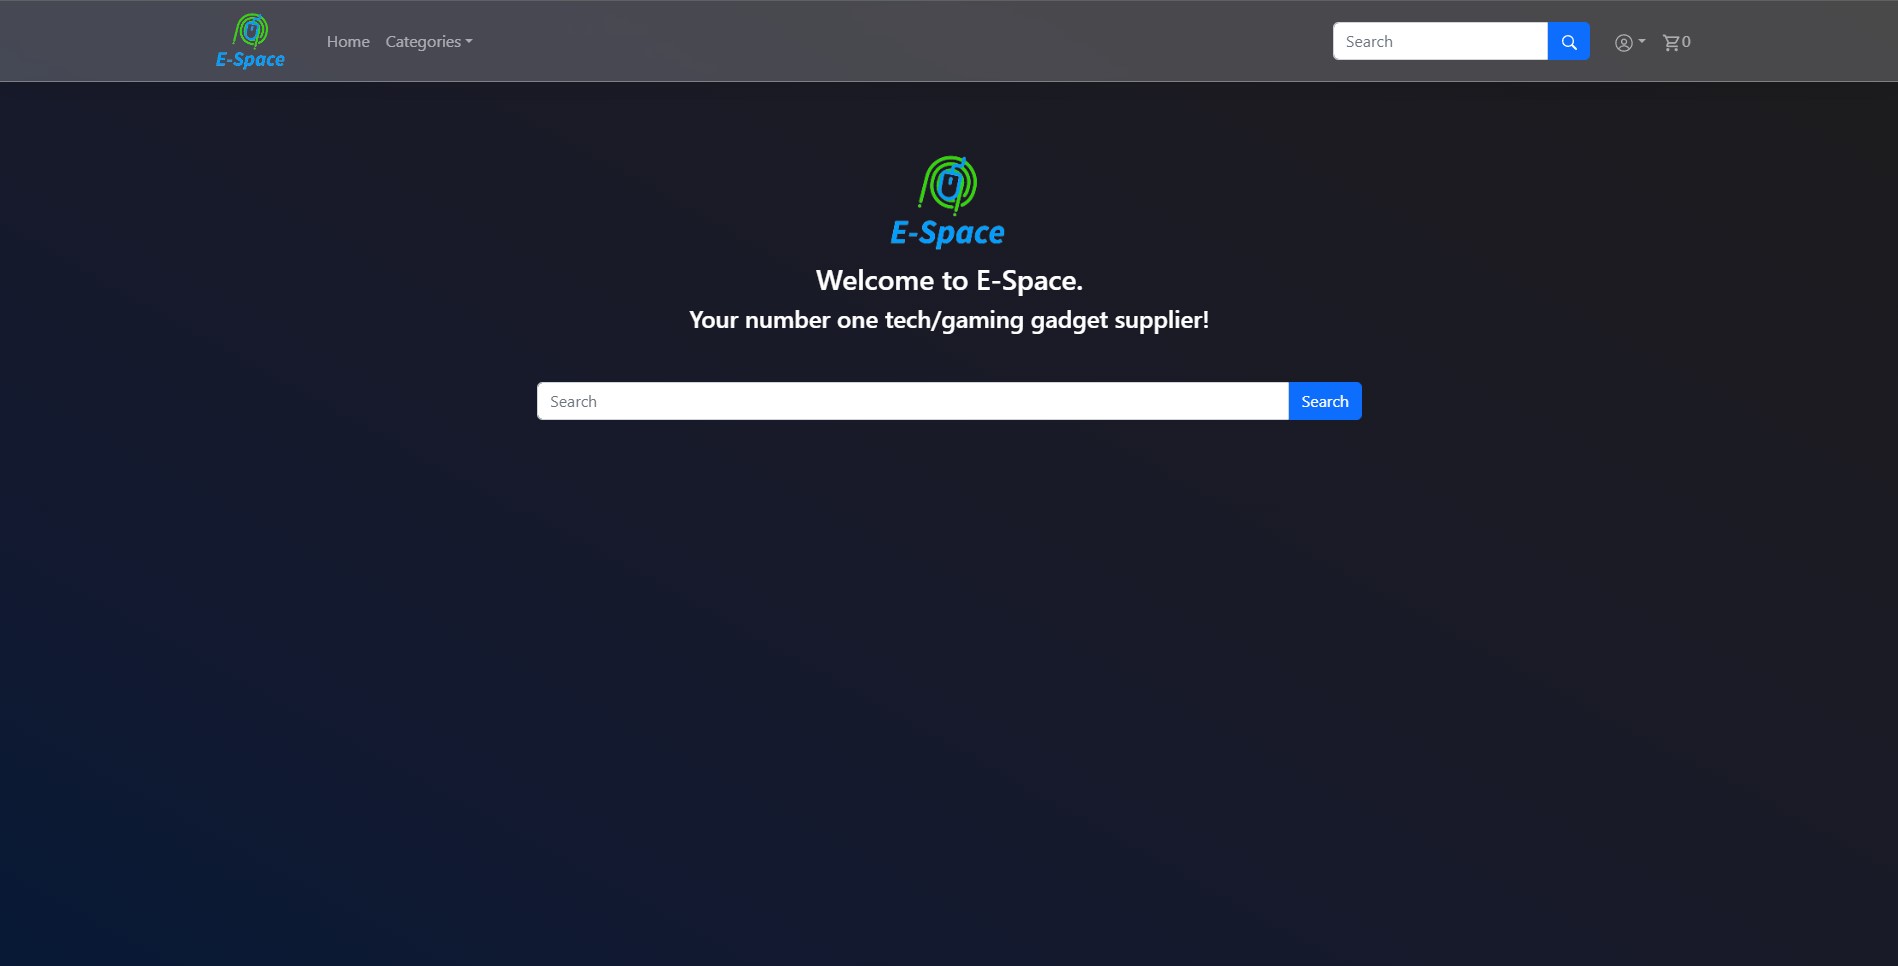 E-Space
Home
Categories
Search
0
E-Space
Welcome to E-Space.
Your number one tech/gaming gadget supplier!
Search
Search